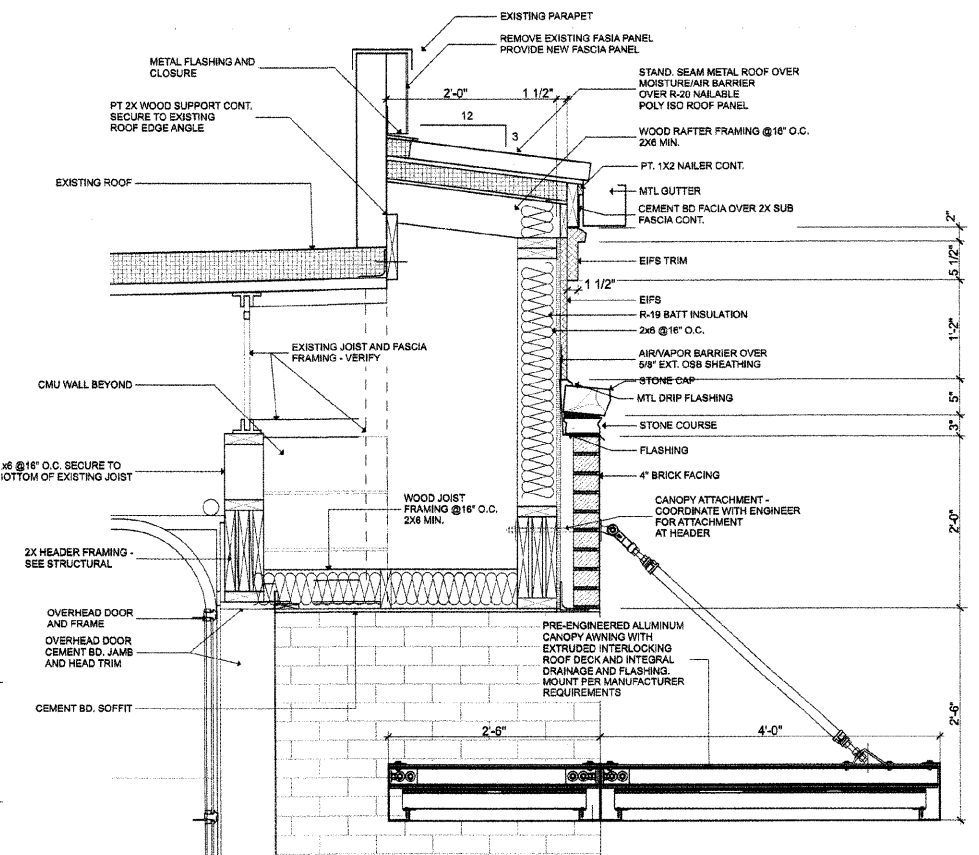 EXISTING PARAPET
REMOVE EXISTING FASIA PANEL
PROVIDE NEW FASCIA PANEL
METAL FLASHING AND
CLOSURE
STAND. SEAM METAL ROOF OVER
MOISTURE/AIR BARRIER
OVER R-20 NAILABLE
POLY ISO ROOF PANEL
2'-0"
1 1/2"
PT 2X WOOD SUPPORT CONT.
SECURE TO EXISTING
ROOF EDGE ANGLE
12
3
WOOD RAFTER FRAMING @16" O.C.
2X6 MIN.
PT. 1X2 NAILER CONT.
EXISTING ROOF
MTL GUTTER
CEMENT BD FACIA OVER 2X SUB
FASCIA CONT.
2"
EIFS TRIM
5 1/2"
1 1/2"
EIFS
R-19 BATT INSULATION
2x6 @16" O.C.
1'-2"
EXISTING JOIST AND FASCIA
FRAMING - VERIFY
AIR/VAPOR BARRIER OVER
5/8" EXT. OSB SHEATHING
CMU WALL BEYOND
STONE CAP
MTL DRIP FLASHING
5"
STONE COURSE
3"
FLASHING
x6 @16" O.C. SECURE TO
OTTOM OF EXISTING JOIST
4" BRICK FACING
WOOD JOIST
FRAMING @16" O.C.
2X6 MIN.
CANOPY ATTACHMENT -
COORDINATE WITH ENGINEER
FOR ATTACHMENT
AT HEADER
2'-0"
2X HEADER FRAMING -
SEE STRUCTURAL
OVERHEAD DOOR
AND FRAME
OVERHEAD DOOR
CEMENT BD. JAMB
AND HEAD TRIM
PRE-ENGINEERED ALUMINUM
CANOPY AWNING WITH
EXTRUDED INTERLOCKING
ROOF DECK AND INTEGRAL
DRAINAGE AND FLASHING.
MOUNT PER MANUFACTURER
REQUIREMENTS
CEMENT BD. SOFFIT
2'-6"
2'-6"
4'-0"